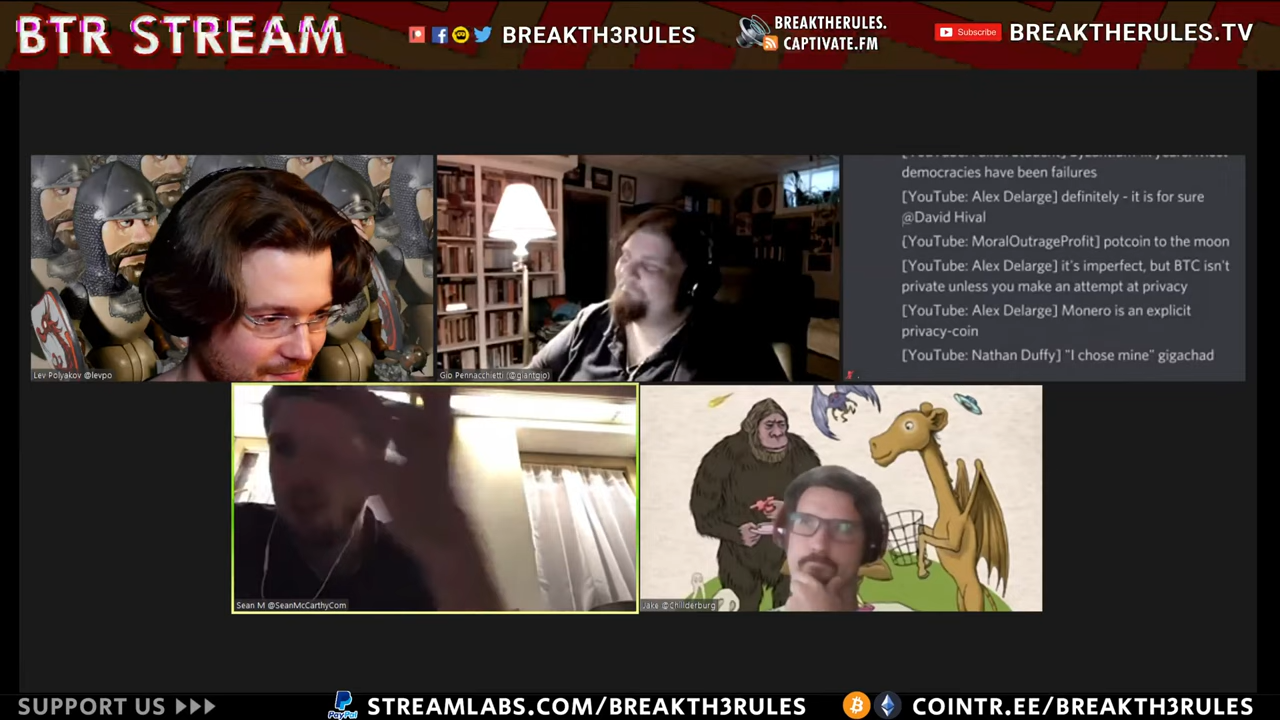 BTR STREAM
BREAKTH3RULES
BREAKTHERULES.
CAPTIVATE.FM
Subscribe
BREAKTHERULES.TV
democracies have been failures
[YouTube: Alex Delarge] definitely - it is for sure
@David Hival
[YouTube: MoralOutrageProfit] potcoin to the moon
[YouTube: Alex Delarge] it's imperfect, but BTC isn't
private unless you make an attempt at privacy
[YouTube: Alex Delarge] Monero is an explicit
privacy-coin
[YouTube: Nathan Duffy] "I chose mine" gigachad
Lev Polyakov @levpo
Gio Pennacchietti (@giantgio)
Sean M @SeanMcCarthyCom
Jake @Chillderburg
SUPPORT US
PayPal
STREAMLABS.COM/BREAKTH3RULES
COINTR.EE/BREAKTH3RULES